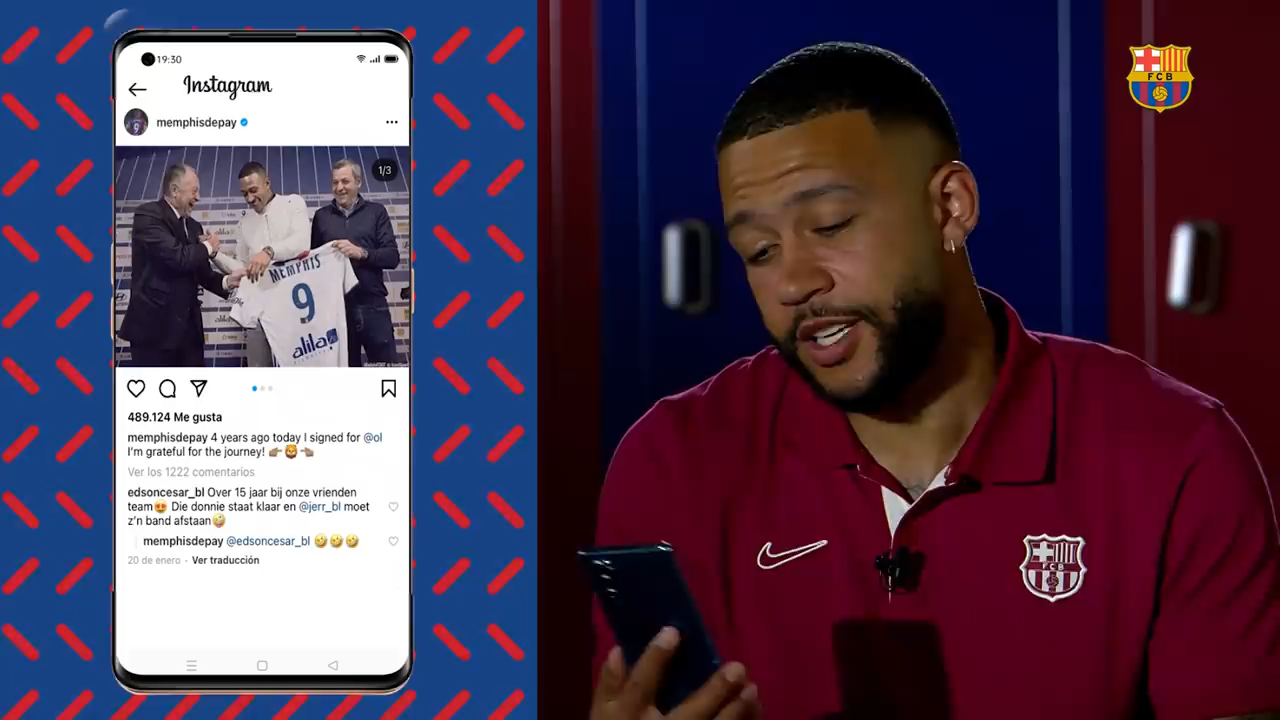 19:30
Instagram
memphisdepay
1/3
MEMPHIS
9
alila
489.124 Me gusta
memphisdepay 4 years ago today I signed for @ol
I'm grateful for the journey! 👉🏽🦁👈🏽
Ver los 1222 comentarios
edsoncesar_bl Over 15 jaar bij onze vrienden
team😍 Die donnie staat klaar en @jerr_bl moet
z'n band afstaan🤪
memphisdepay @edsoncesar_bl 🤣🤣🤣
20 de enero · Ver traducción
FCB
FCB